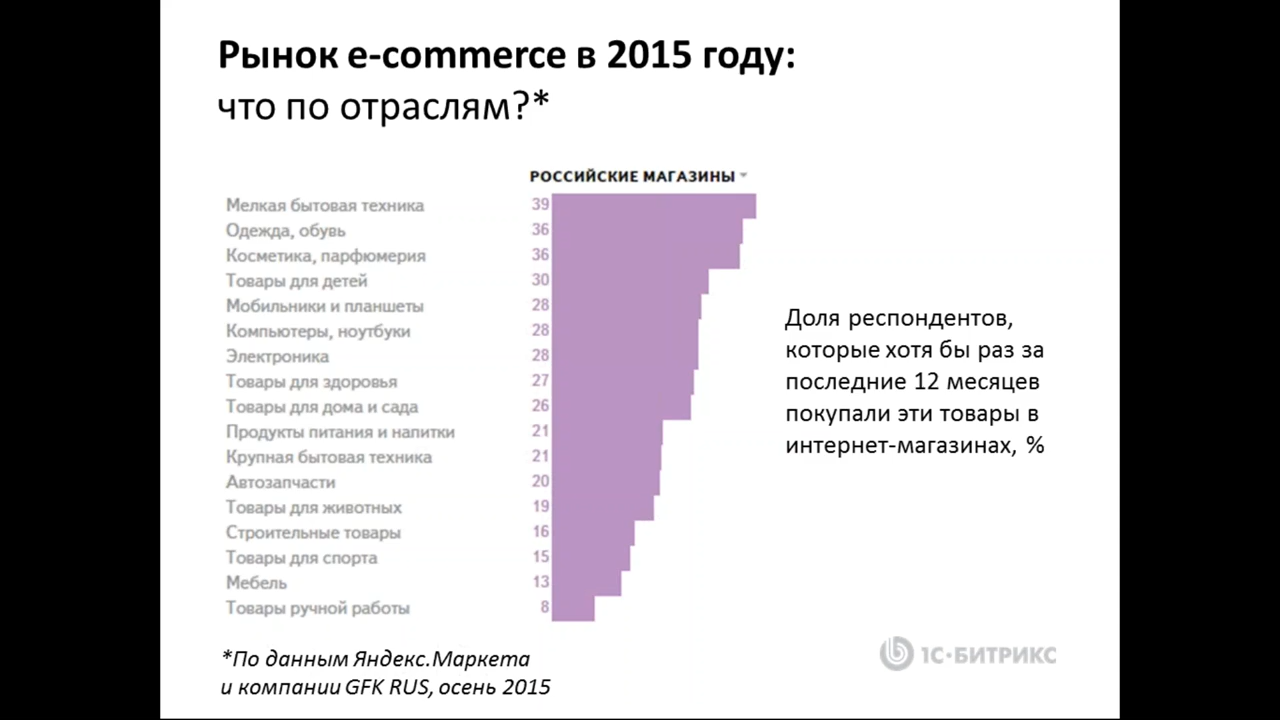 Рынок e-commerce в 2015 году:
что по отраслям?*
РОССИЙСКИЕ МАГАЗИНЫ
Мелкая бытовая техника 39
Одежда, обувь 36
Косметика, парфюмерия 36
Товары для детей 30
Мобильники и планшеты 28
Компьютеры, ноутбуки 28
Электроника 28
Товары для здоровья 27
Товары для дома и сада 26
Продукты питания и напитки 21
Крупная бытовая техника 21
Автозапчасти 20
Товары для животных 19
Строительные товары 16
Товары для спорта 15
Мебель 13
Товары ручной работы 8
Доля респондентов,
которые хотя бы раз за
последние 12 месяцев
покупали эти товары в
интернет-магазинах, %
*По данным Яндекс.Маркета
и компании GFK RUS, осень 2015
1С·БИТРИКС